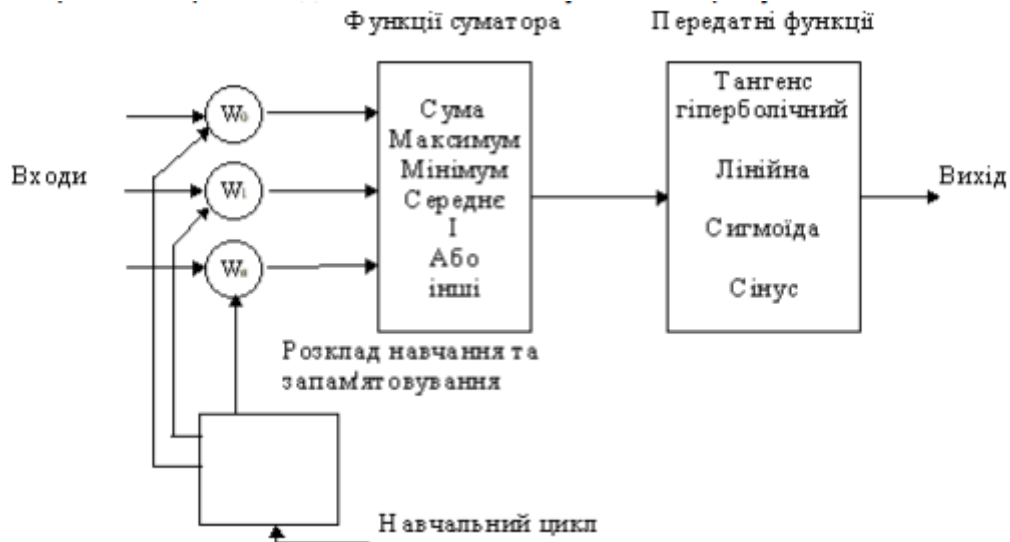 Функції суматора
Передатні функції
Входи
W₀
W₁
Wₙ
Сума
Максимум
Мінімум
Середнє
І
Або
інші
Тангенс
гіперболічний
Лінійна
Сигмоїда
Сінус
Вихід
Розклад навчання та
запам'ятовування
Навчальний цикл